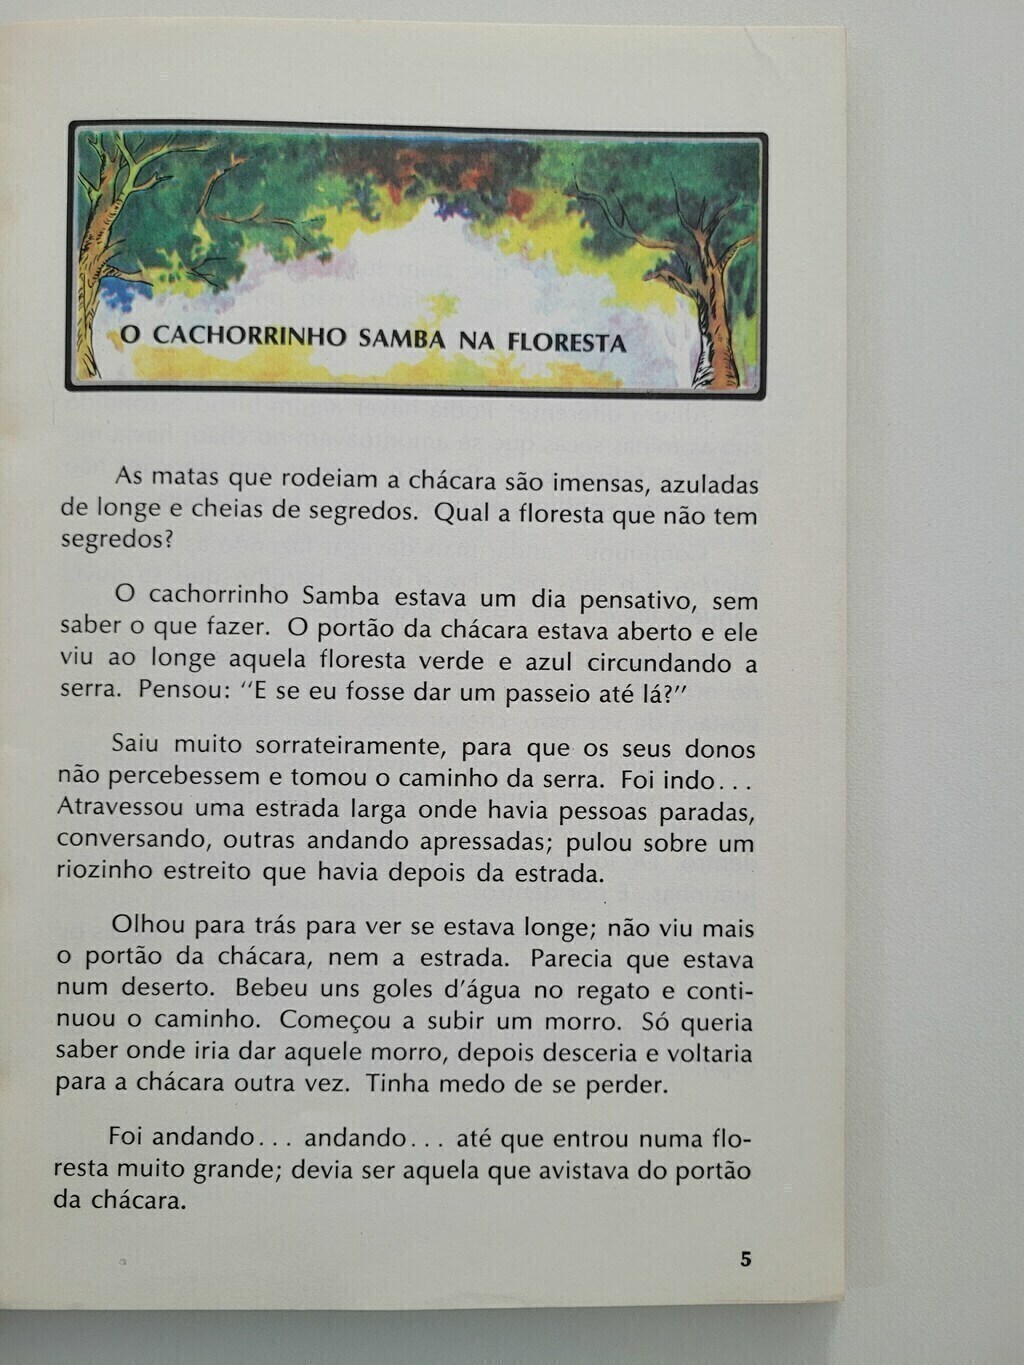 O CACHORRINHO SAMBA NA FLORESTA
As matas que rodeiam a chácara são imensas, azuladas
de longe e cheias de segredos. Qual a floresta que não tem
segredos?
O cachorrinho Samba estava um dia pensativo, sem
saber o que fazer. O portão da chácara estava aberto e ele
viu ao longe aquela floresta verde e azul circundando a
serra. Pensou: "E se eu fosse dar um passeio até lá?"
Saiu muito sorrateiramente, para que os seus donos
não percebessem e tomou o caminho da serra. Foi indo...
Atravessou uma estrada larga onde havia pessoas paradas,
conversando, outras andando apressadas; pulou sobre um
riozinho estreito que havia depois da estrada.
Olhou para trás para ver se estava longe; não viu mais
o portão da chácara, nem a estrada. Parecia que estava
num deserto. Bebeu uns goles d'água no regato e conti-
nuou o caminho. Começou a subir um morro. Só queria
saber onde iria dar aquele morro, depois desceria e voltaria
para a chácara outra vez. Tinha medo de se perder.
Foi andando... andando... até que entrou numa flo-
resta muito grande; devia ser aquela que avistava do portão
da chácara.
5